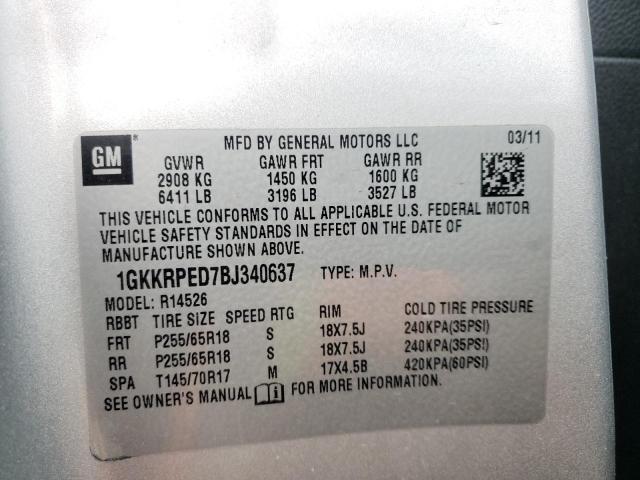 GM®
MFD BY GENERAL MOTORS LLC 03/11
GVWR GAWR FRT GAWR RR
2908 KG 1450 KG 1600 KG
6411 LB 3196 LB 3527 LB
THIS VEHICLE CONFORMS TO ALL APPLICABLE U.S. FEDERAL MOTOR
VEHICLE SAFETY STANDARDS IN EFFECT ON THE DATE OF
MANUFACTURE SHOWN ABOVE.
1GKKRPED7BJ340637 TYPE: M.P.V.
MODEL: R14526
RBBT TIRE SIZE SPEED RTG RIM COLD TIRE PRESSURE
FRT P255/65R18 S 18X7.5J 240KPA(35PSI)
RR P255/65R18 S 18X7.5J 240KPA(35PSI)
SPA T145/70R17 M 17X4.5B 420KPA(60PSI)
SEE OWNER'S MANUAL FOR MORE INFORMATION.